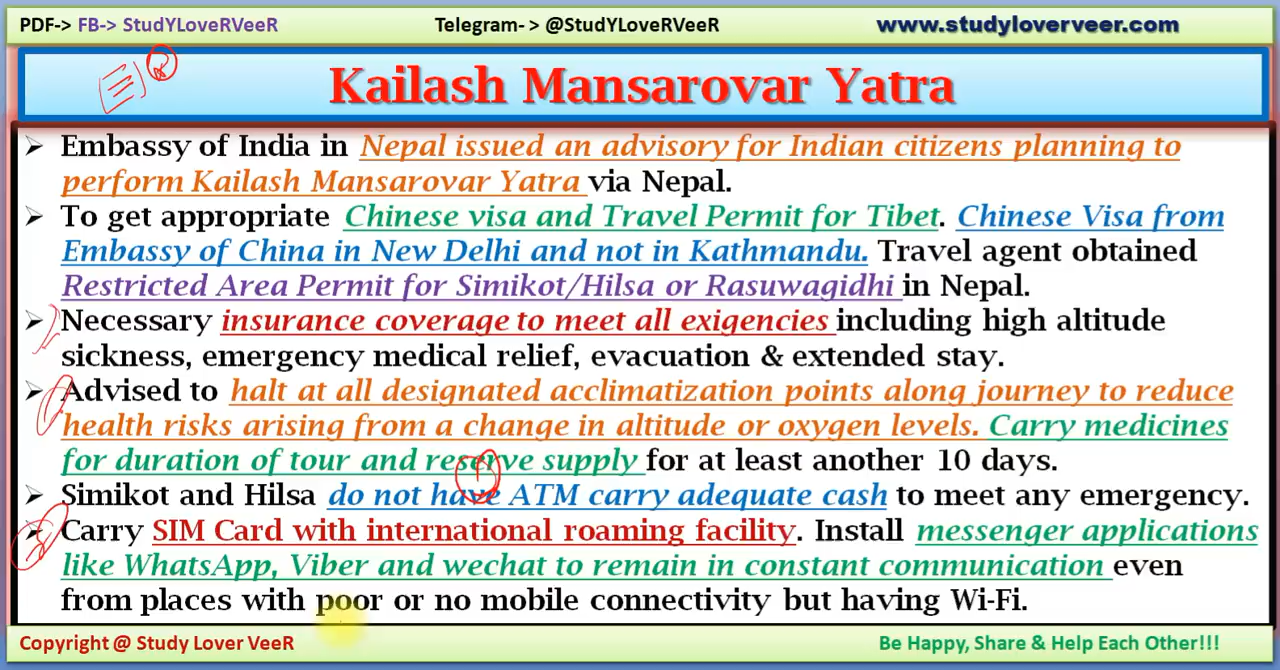 PDF-> FB-> StudYLoveRVeeR Telegram- > @StudYLoveRVeeR www.studyloverveer.com
Kailash Mansarovar Yatra
➢ Embassy of India in Nepal issued an advisory for Indian citizens planning to
perform Kailash Mansarovar Yatra via Nepal.
➢ To get appropriate Chinese visa and Travel Permit for Tibet. Chinese Visa from
Embassy of China in New Delhi and not in Kathmandu. Travel agent obtained
Restricted Area Permit for Simikot/Hilsa or Rasuwagidhi in Nepal.
➢ Necessary insurance coverage to meet all exigencies including high altitude
sickness, emergency medical relief, evacuation & extended stay.
➢ Advised to halt at all designated acclimatization points along journey to reduce
health risks arising from a change in altitude or oxygen levels. Carry medicines
for duration of tour and reserve supply for at least another 10 days.
➢ Simikot and Hilsa do not have ATM carry adequate cash to meet any emergency.
➢ Carry SIM Card with international roaming facility. Install messenger applications
like WhatsApp, Viber and wechat to remain in constant communication even
from places with poor or no mobile connectivity but having Wi-Fi.
Copyright @ Study Lover VeeR Be Happy, Share & Help Each Other!!!